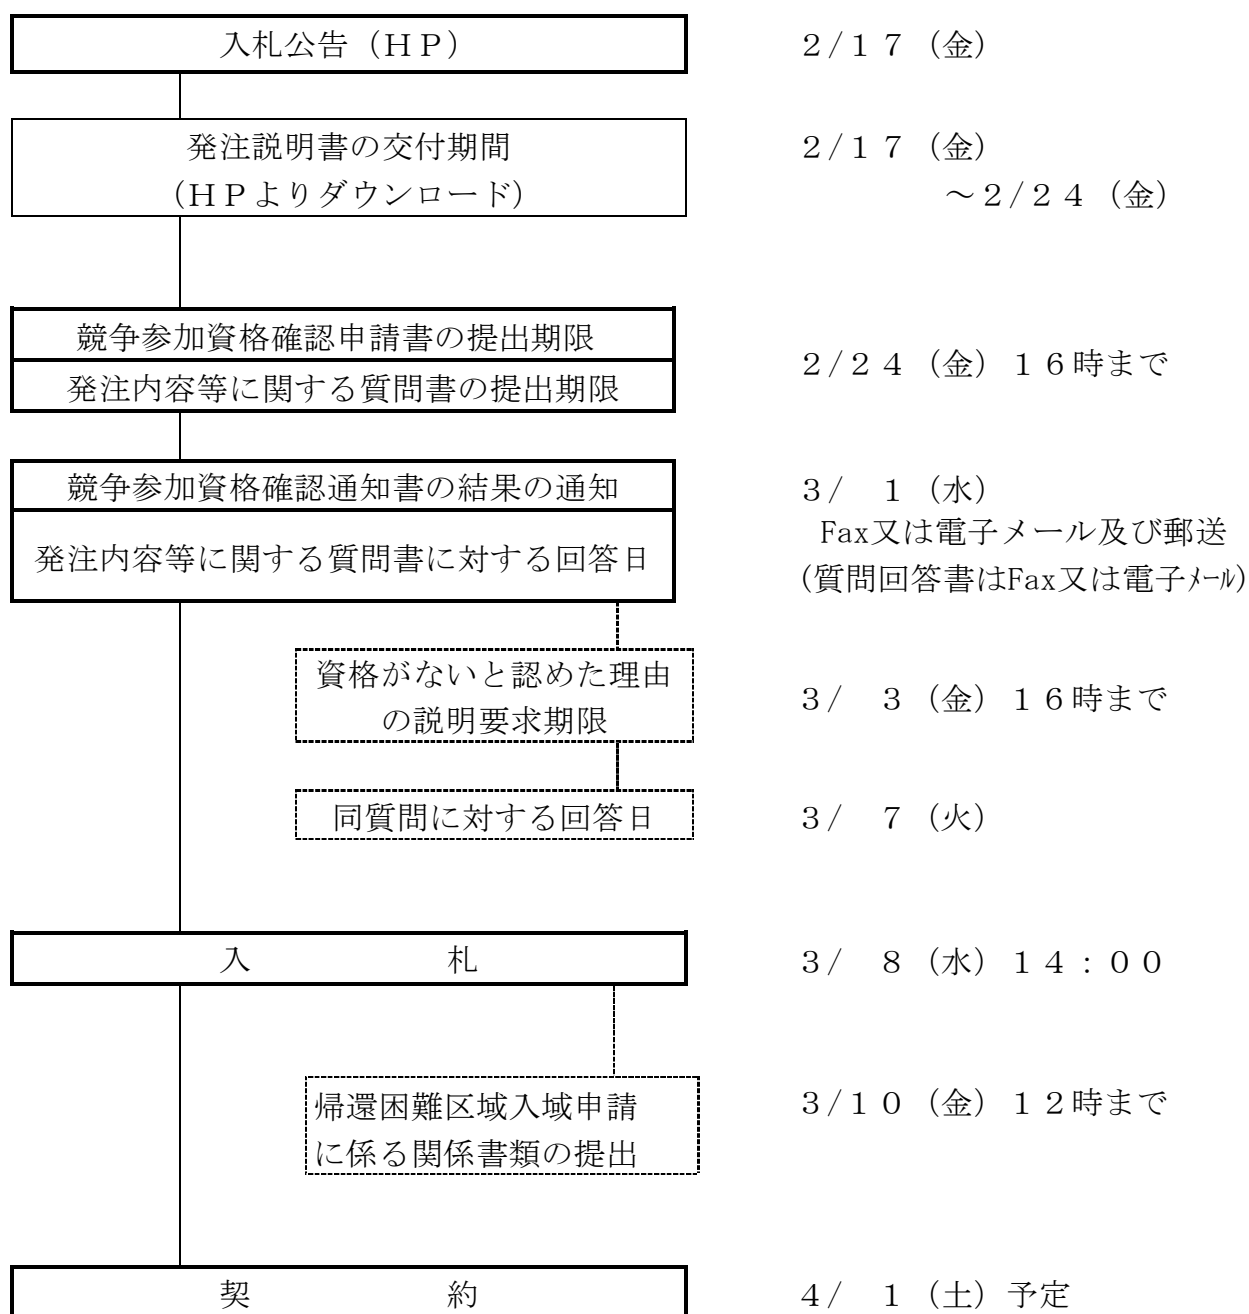 入札公告（ＨＰ）　２/１７（金）
発注説明書の交付期間　２/１７（金）
（ＨＰよりダウンロード）　～２/２４（金）
競争参加資格確認申請書の提出期限
２/２４（金）１６時まで
発注内容等に関する質問書の提出期限
競争参加資格確認通知書の結果の通知　３/　１（水）
Fax又は電子メール及び郵送
発注内容等に関する質問書に対する回答日
(質問回答書はFax又は電子ﾒｰﾙ)
資格がないと認めた理由
の説明要求期限
３/　３（金）１６時まで
同質問に対する回答日　３/　７（火）
入　　　　　札　３/　８（水）１４：００
帰還困難区域入域申請　３/１０（金）１２時まで
に係る関係書類の提出
契　　　　　約　４/　１（土）予定